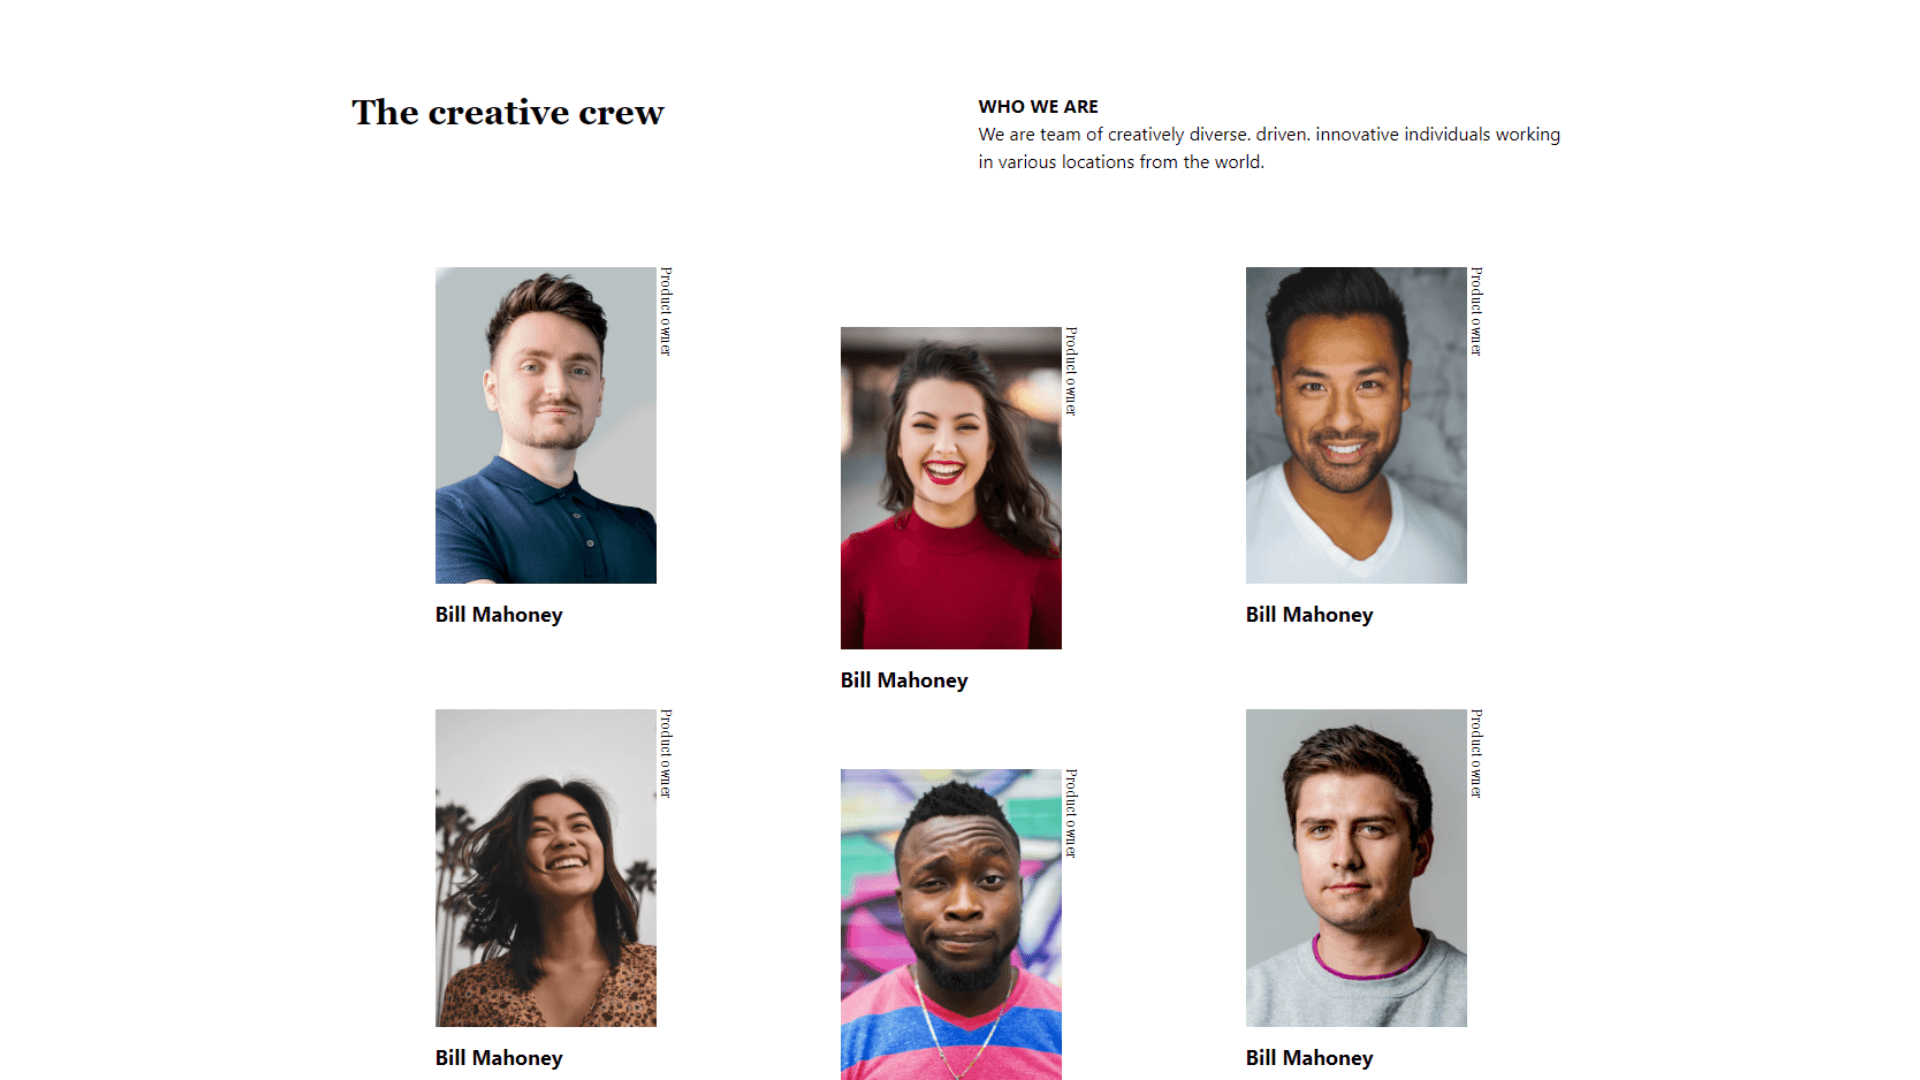 The creative crew
WHO WE ARE
We are team of creatively diverse. driven. innovative individuals working
in various locations from the world.
Product owner
Bill Mahoney
Product owner
Bill Mahoney
Product owner
Bill Mahoney
Product owner
Bill Mahoney
Product owner
Product owner
Bill Mahoney